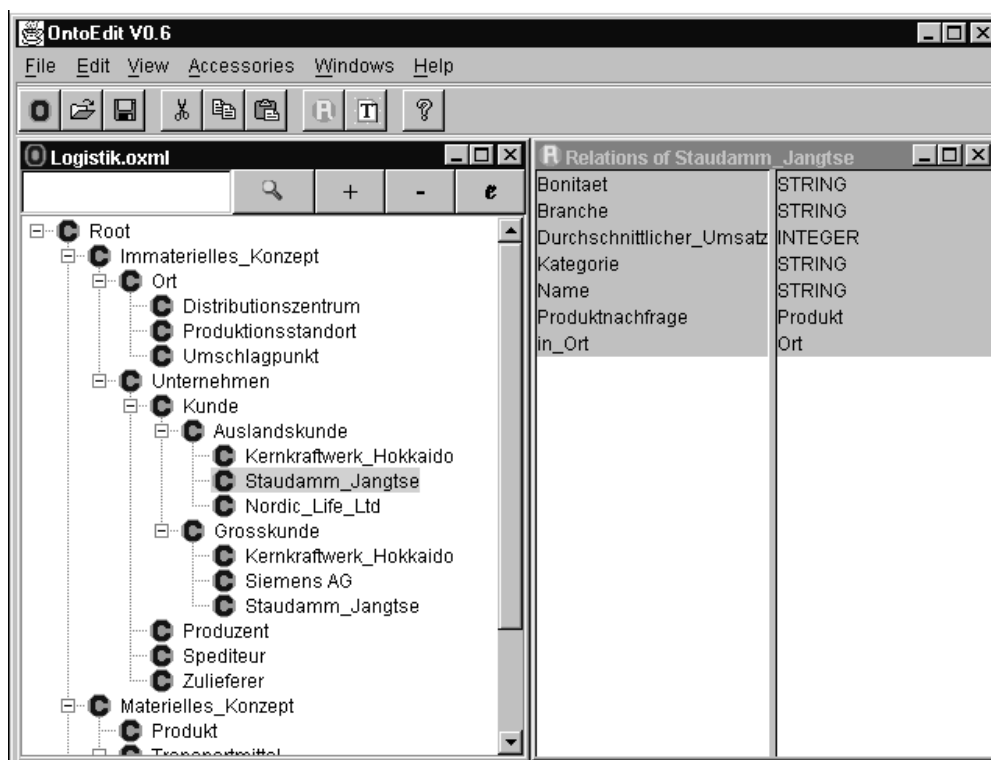 OntoEdit V0.6
File Edit View Accessories Windows Help
Logistik.oxml
+ - e
Root
Immaterielles_Konzept
Ort
Distributionszentrum
Produktionsstandort
Umschlagpunkt
Unternehmen
Kunde
Auslandskunde
Kernkraftwerk_Hokkaido
Staudamm_Jangtse
Nordic_Life_Ltd
Grosskunde
Kernkraftwerk_Hokkaido
Siemens AG
Staudamm_Jangtse
Produzent
Spediteur
Zulieferer
Materielles_Konzept
Produkt
Transportmittel
Relations of Staudamm_Jangtse
Bonitaet STRING
Branche STRING
Durchschnittlicher_Umsatz INTEGER
Kategorie STRING
Name STRING
Produktnachfrage Produkt
in_Ort Ort